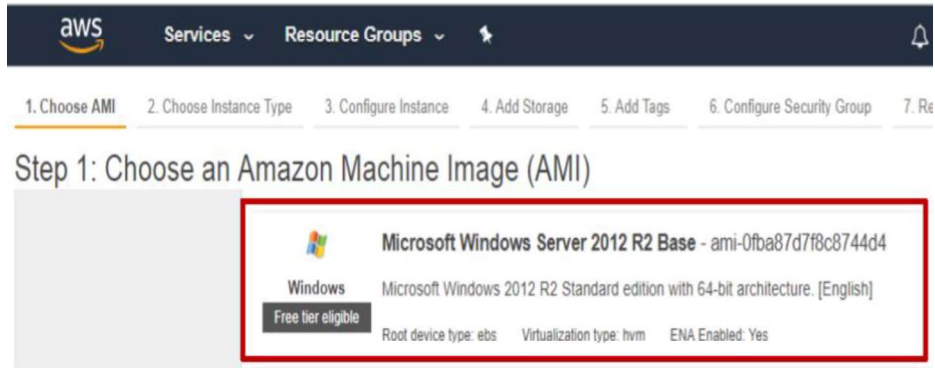 aws Services Resource Groups
1. Choose AMI 2. Choose Instance Type 3. Configure Instance 4. Add Storage 5. Add Tags 6. Configure Security Group 7. Re
Step 1: Choose an Amazon Machine Image (AMI)
Microsoft Windows Server 2012 R2 Base - ami-0fba87d7f8c8744d4
Windows
Microsoft Windows 2012 R2 Standard edition with 64-bit architecture. [English]
Free tier eligible
Root device type: ebs Virtualization type: hvm ENA Enabled: Yes